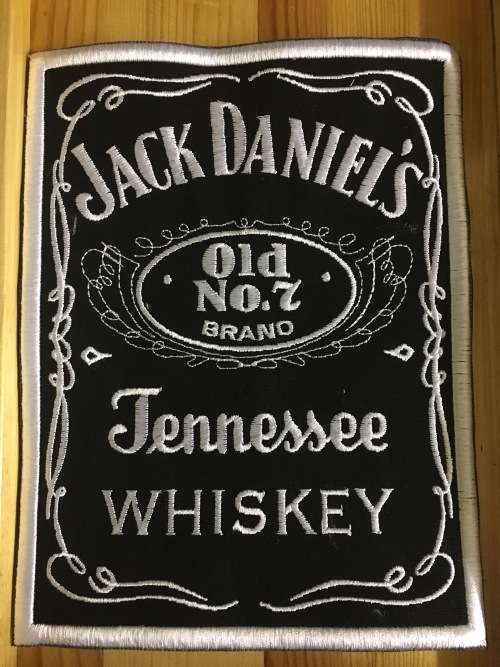 JACK DANIEL'S
Old
No.7
BRAND
Tennessee
WHISKEY